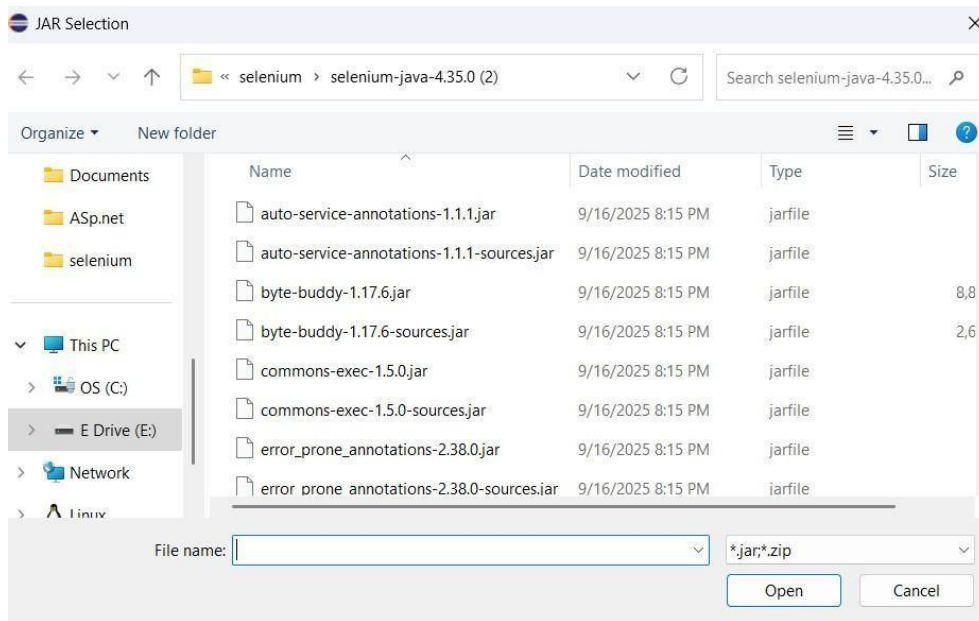 JAR Selection
« selenium > selenium-java-4.35.0 (2)
Search selenium-java-4.35.0...
Organize
New folder
Name Date modified Type Size
Documents
ASp.net
selenium
This PC
OS (C:)
E Drive (E:)
Network
Linux
auto-service-annotations-1.1.1.jar 9/16/2025 8:15 PM jarfile
auto-service-annotations-1.1.1-sources.jar 9/16/2025 8:15 PM jarfile
byte-buddy-1.17.6.jar 9/16/2025 8:15 PM jarfile 8,8
byte-buddy-1.17.6-sources.jar 9/16/2025 8:15 PM jarfile 2,6
commons-exec-1.5.0.jar 9/16/2025 8:15 PM jarfile
commons-exec-1.5.0-sources.jar 9/16/2025 8:15 PM jarfile
error_prone_annotations-2.38.0.jar 9/16/2025 8:15 PM jarfile
error_prone_annotations-2.38.0-sources.jar 9/16/2025 8:15 PM jarfile
File name:
*.jar;*.zip
Open
Cancel